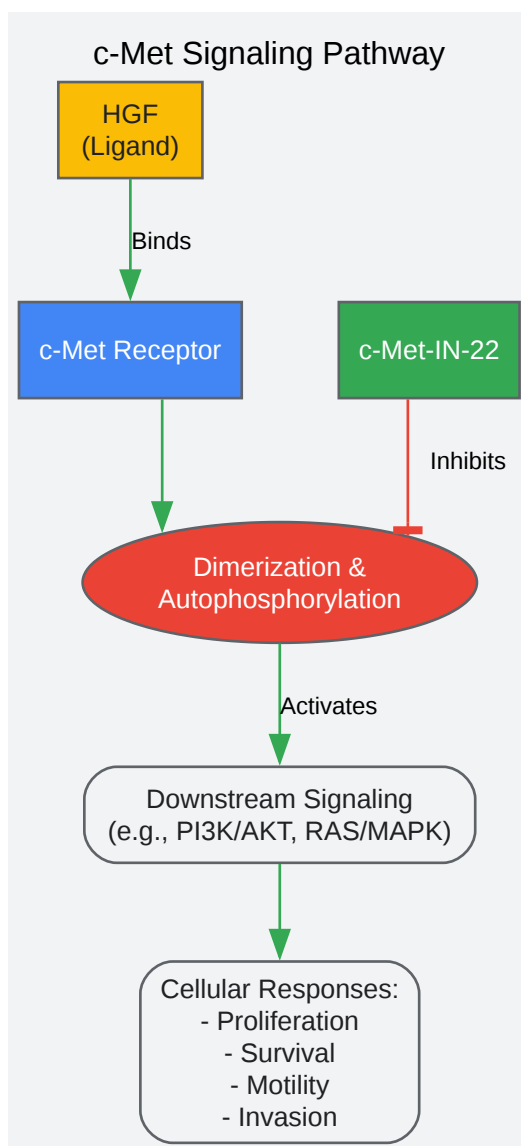 c-Met Signaling Pathway
HGF
(Ligand)
Binds
c-Met Receptor
c-Met-IN-22
Inhibits
Dimerization &
Autophosphorylation
Activates
Downstream Signaling
(e.g., PI3K/AKT, RAS/MAPK)
Cellular Responses:
- Proliferation
- Survival
- Motility
- Invasion